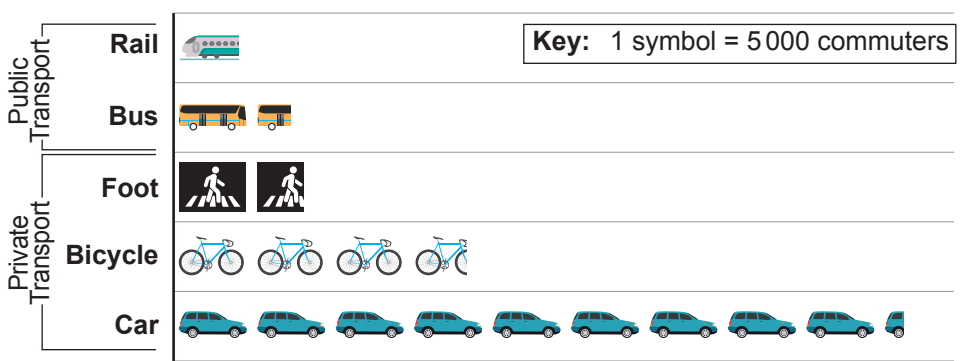 Public
Transport
Rail
Key: 1 symbol = 5 000 commuters
Bus
Private
Transport
Foot
Bicycle
Car